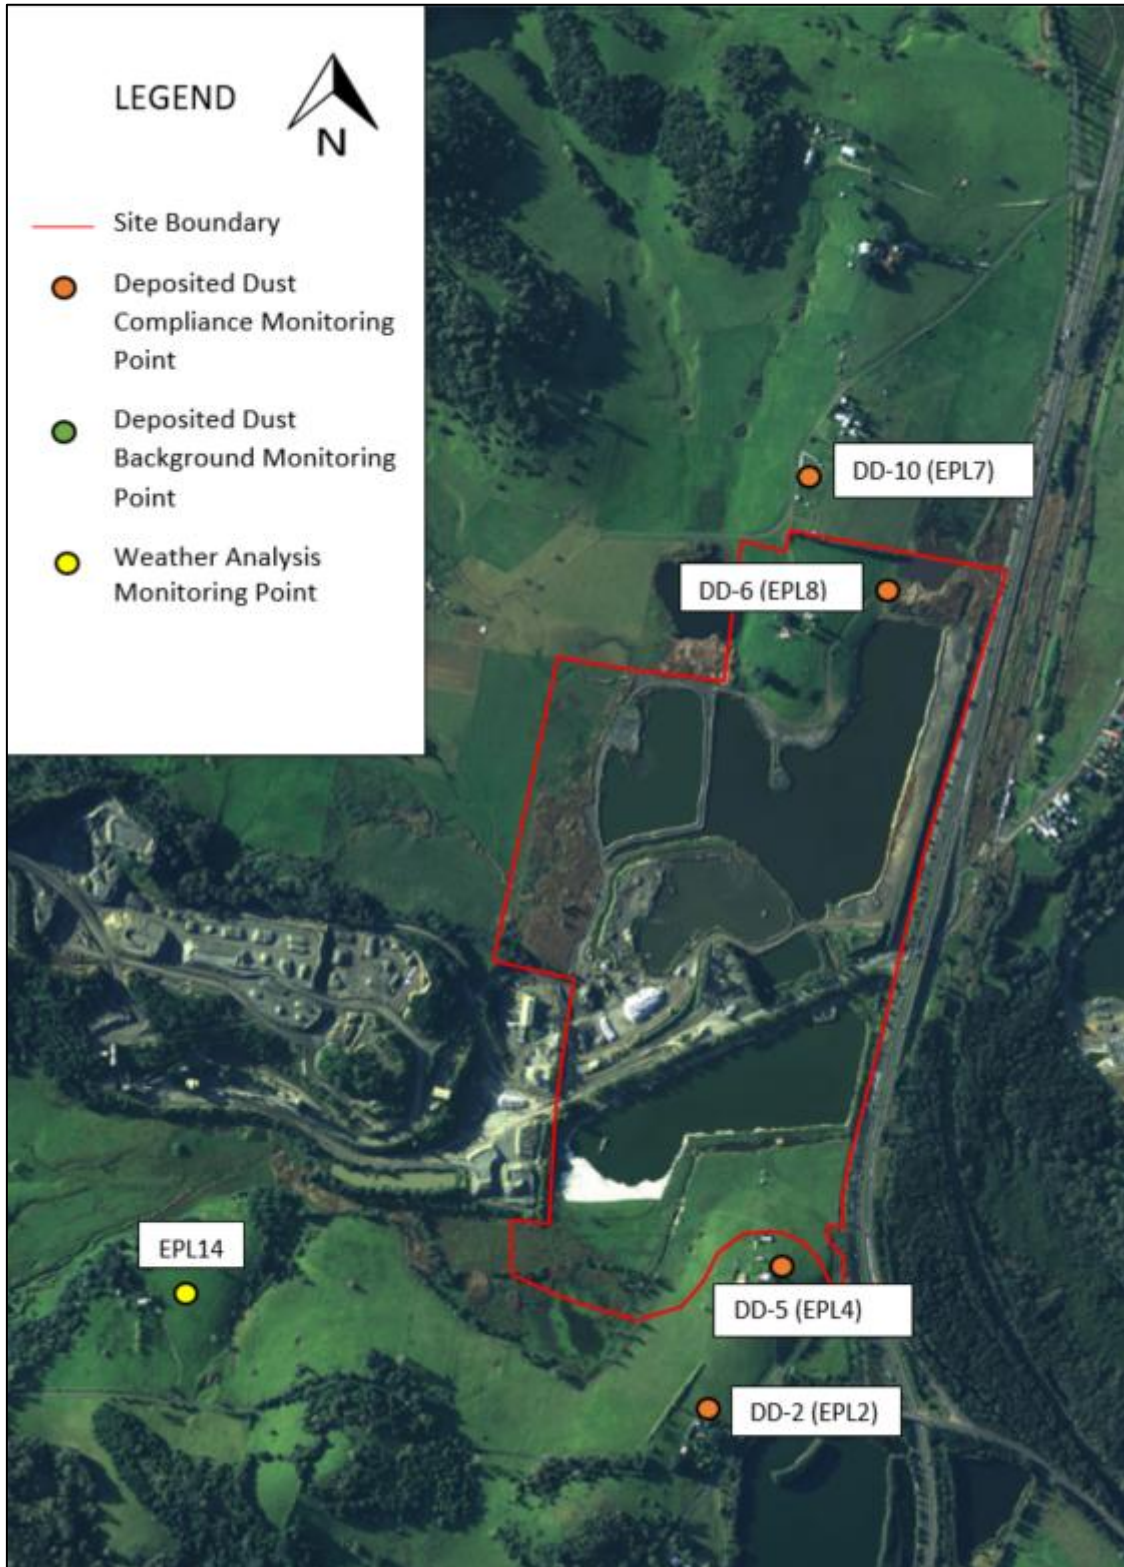 LEGEND
N
Site Boundary
Deposited Dust
Compliance Monitoring
Point
Deposited Dust
Background Monitoring
Point
Weather Analysis
Monitoring Point
DD-10 (EPL7)
DD-6 (EPL8)
EPL14
DD-5 (EPL4)
DD-2 (EPL2)